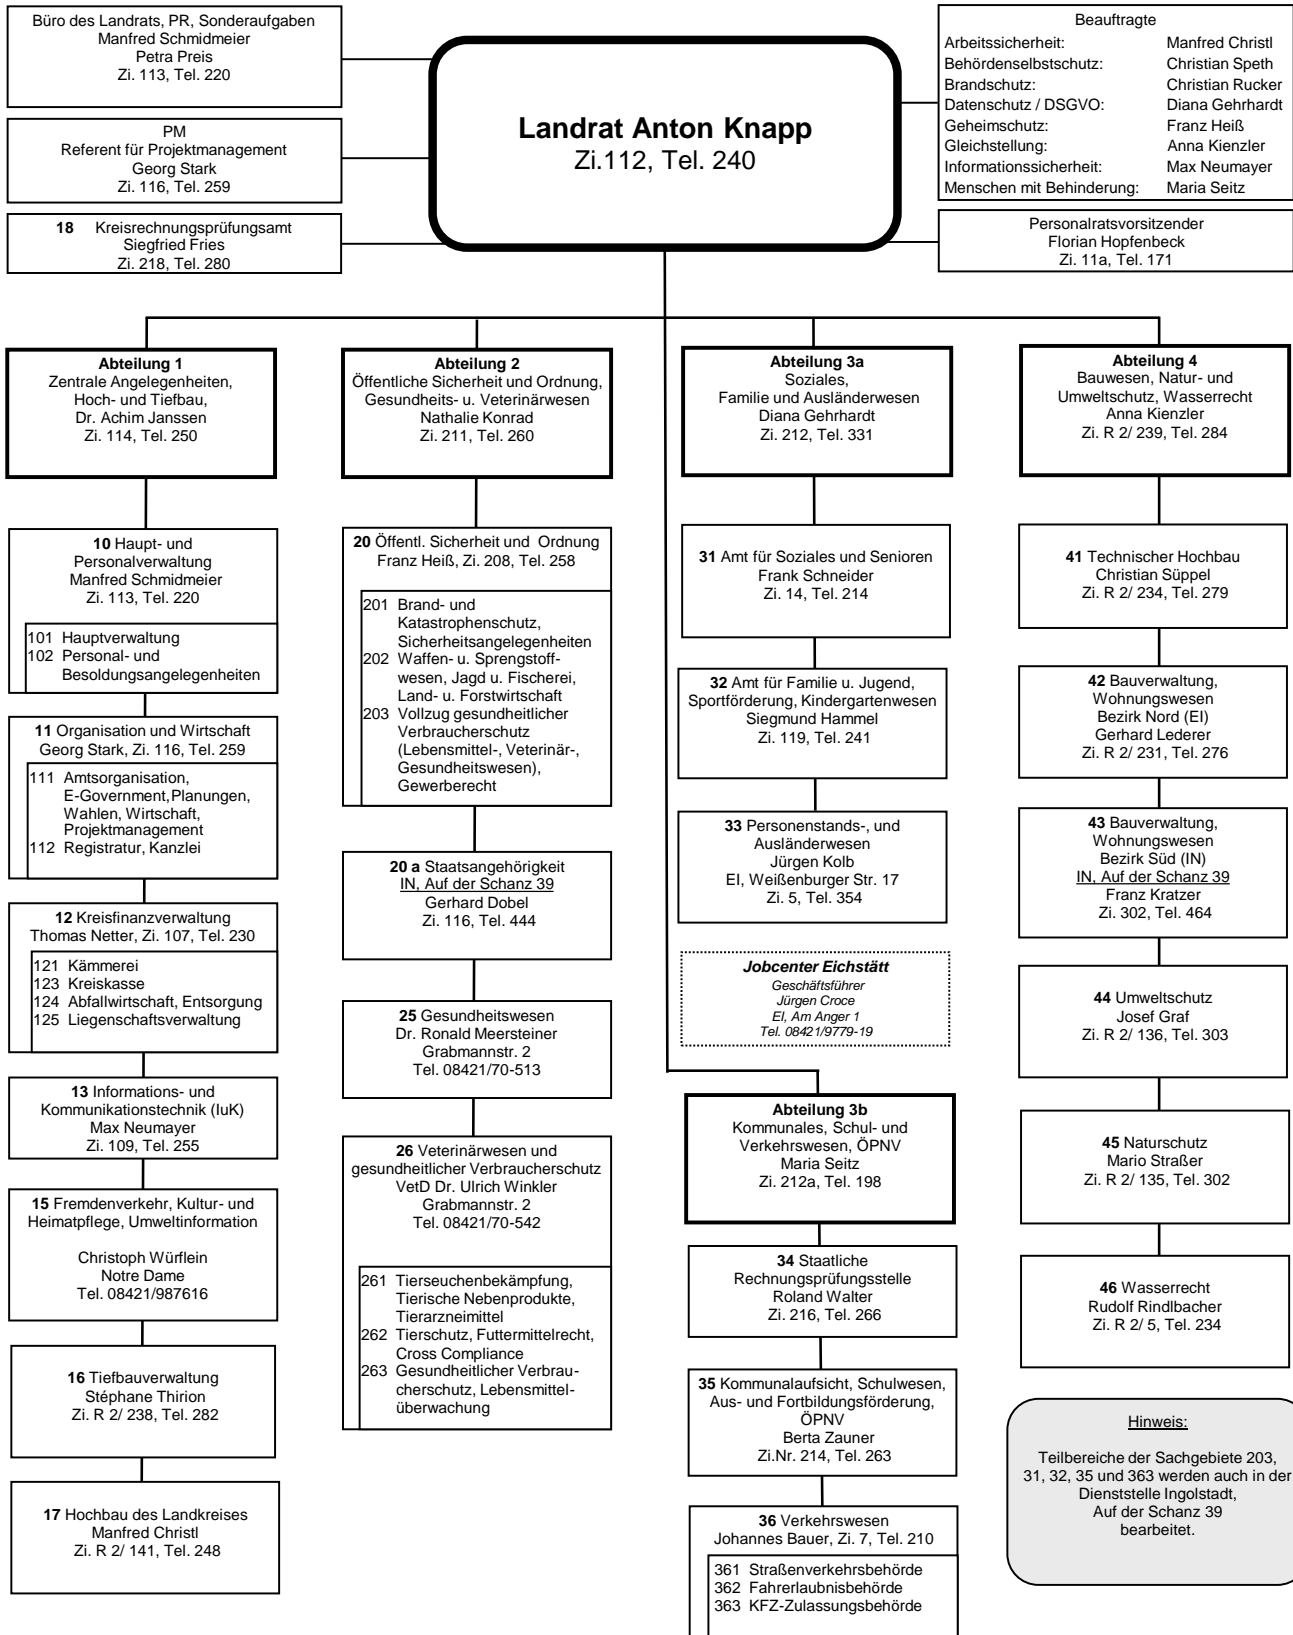 Büro des Landrats, PR, Sonderaufgaben
Manfred Schmidmeier
Petra Preis
Zi. 113, Tel. 220
PM
Referent für Projektmanagement
Georg Stark
Zi. 116, Tel. 259
18 Kreisrechnungsprüfungsamt
Siegfried Fries
Zi. 218, Tel. 280
Landrat Anton Knapp
Zi.112, Tel. 240
Beauftragte
Arbeitssicherheit: Manfred Christl
Behördenselbstschutz: Christian Speth
Brandschutz: Christian Rucker
Datenschutz / DSGVO: Diana Gehrhardt
Geheimschutz: Franz Heiß
Gleichstellung: Anna Kienzler
Informationssicherheit: Max Neumayer
Menschen mit Behinderung: Maria Seitz
Personalratsvorsitzender
Florian Hopfenbeck
Zi. 11a, Tel. 171
Abteilung 1
Zentrale Angelegenheiten,
Hoch- und Tiefbau,
Dr. Achim Janssen
Zi. 114, Tel. 250
10 Haupt- und
Personalverwaltung
Manfred Schmidmeier
Zi. 113, Tel. 220
101 Hauptverwaltung
102 Personal- und
Besoldungsangelegenheiten
11 Organisation und Wirtschaft
Georg Stark, Zi. 116, Tel. 259
111 Amtsorganisation,
E-Government,Planungen,
Wahlen, Wirtschaft,
Projektmanagement
112 Registratur, Kanzlei
12 Kreisfinanzverwaltung
Thomas Netter, Zi. 107, Tel. 230
121 Kämmerei
123 Kreiskasse
124 Abfallwirtschaft, Entsorgung
125 Liegenschaftsverwaltung
13 Informations- und
Kommunikationstechnik (IuK)
Max Neumayer
Zi. 109, Tel. 255
15 Fremdenverkehr, Kultur- und
Heimatpflege, Umweltinformation
Christoph Würflein
Notre Dame
Tel. 08421/987616
16 Tiefbauverwaltung
Stéphane Thirion
Zi. R 2/ 238, Tel. 282
17 Hochbau des Landkreises
Manfred Christl
Zi. R 2/ 141, Tel. 248
Abteilung 2
Öffentliche Sicherheit und Ordnung,
Gesundheits- u. Veterinärwesen
Nathalie Konrad
Zi. 211, Tel. 260
20 Öffentl. Sicherheit und Ordnung
Franz Heiß, Zi. 208, Tel. 258
201 Brand- und
Katastrophenschutz,
Sicherheitsangelegenheiten
202 Waffen- u. Sprengstoff-
wesen, Jagd u. Fischerei,
Land- u. Forstwirtschaft
203 Vollzug gesundheitlicher
Verbraucherschutz
(Lebensmittel-, Veterinär-,
Gesundheitswesen),
Gewerberecht
20 a Staatsangehörigkeit
IN, Auf der Schanz 39
Gerhard Dobel
Zi. 116, Tel. 444
25 Gesundheitswesen
Dr. Ronald Meersteiner
Grabmannstr. 2
Tel. 08421/70-513
26 Veterinärwesen und
gesundheitlicher Verbraucherschutz
VetD Dr. Ulrich Winkler
Grabmannstr. 2
Tel. 08421/70-542
261 Tierseuchenbekämpfung,
Tierische Nebenprodukte,
Tierarzneimittel
262 Tierschutz, Futtermittelrecht,
Cross Compliance
263 Gesundheitlicher Verbrau-
cherschutz, Lebensmittel-
überwachung
Abteilung 3a
Soziales,
Familie und Ausländerwesen
Diana Gehrhardt
Zi. 212, Tel. 331
31 Amt für Soziales und Senioren
Frank Schneider
Zi. 14, Tel. 214
32 Amt für Familie u. Jugend,
Sportförderung, Kindergartenwesen
Siegmund Hammel
Zi. 119, Tel. 241
33 Personenstands-, und
Ausländerwesen
Jürgen Kolb
EI, Weißenburger Str. 17
Zi. 5, Tel. 354
Jobcenter Eichstätt
Geschäftsführer
Jürgen Croce
EI, Am Anger 1
Tel. 08421/9779-19
Abteilung 3b
Kommunales, Schul- und
Verkehrswesen, ÖPNV
Maria Seitz
Zi. 212a, Tel. 198
34 Staatliche
Rechnungsprüfungsstelle
Roland Walter
Zi. 216, Tel. 266
35 Kommunalaufsicht, Schulwesen,
Aus- und Fortbildungsförderung,
ÖPNV
Berta Zauner
Zi.Nr. 214, Tel. 263
36 Verkehrswesen
Johannes Bauer, Zi. 7, Tel. 210
361 Straßenverkehrsbehörde
362 Fahrerlaubnisbehörde
363 KFZ-Zulassungsbehörde
Abteilung 4
Bauwesen, Natur- und
Umweltschutz, Wasserrecht
Anna Kienzler
Zi. R 2/ 239, Tel. 284
41 Technischer Hochbau
Christian Süppel
Zi. R 2/ 234, Tel. 279
42 Bauverwaltung,
Wohnungswesen
Bezirk Nord (EI)
Gerhard Lederer
Zi. R 2/ 231, Tel. 276
43 Bauverwaltung,
Wohnungswesen
Bezirk Süd (IN)
IN, Auf der Schanz 39
Franz Kratzer
Zi. 302, Tel. 464
44 Umweltschutz
Josef Graf
Zi. R 2/ 136, Tel. 303
45 Naturschutz
Mario Straßer
Zi. R 2/ 135, Tel. 302
46 Wasserrecht
Rudolf Rindlbacher
Zi. R 2/ 5, Tel. 234
Hinweis:
Teilbereiche der Sachgebiete 203,
31, 32, 35 und 363 werden auch in der
Dienststelle Ingolstadt,
Auf der Schanz 39
bearbeitet.